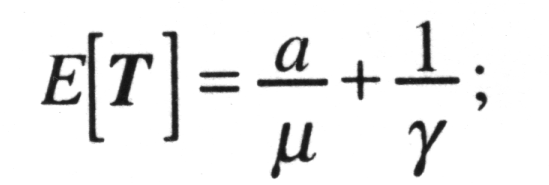 E[T] = a/μ + 1/γ;